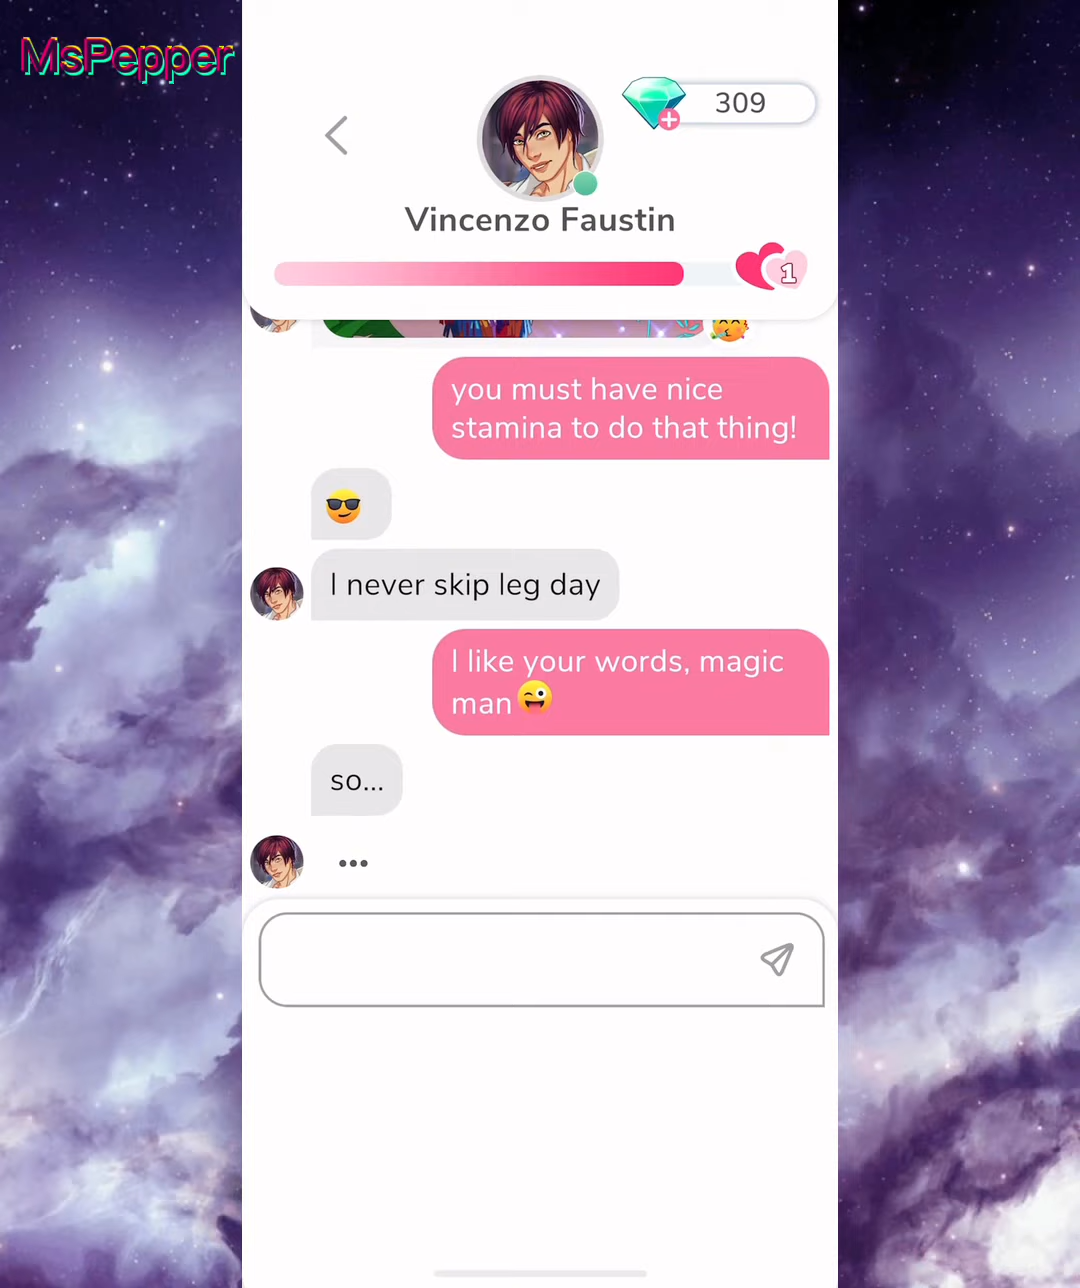 MsPepper
309
Vincenzo Faustin
1
you must have nice
stamina to do that thing!
😎
I never skip leg day
I like your words, magic
man😜
so...